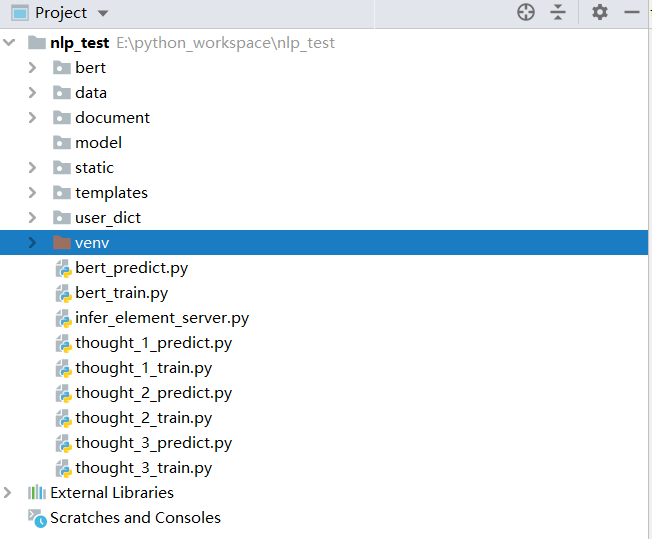 Project
nlp_test E:\python_workspace\nlp_test
bert
data
document
model
static
templates
user_dict
venv
bert_predict.py
bert_train.py
infer_element_server.py
thought_1_predict.py
thought_1_train.py
thought_2_predict.py
thought_2_train.py
thought_3_predict.py
thought_3_train.py
External Libraries
Scratches and Consoles